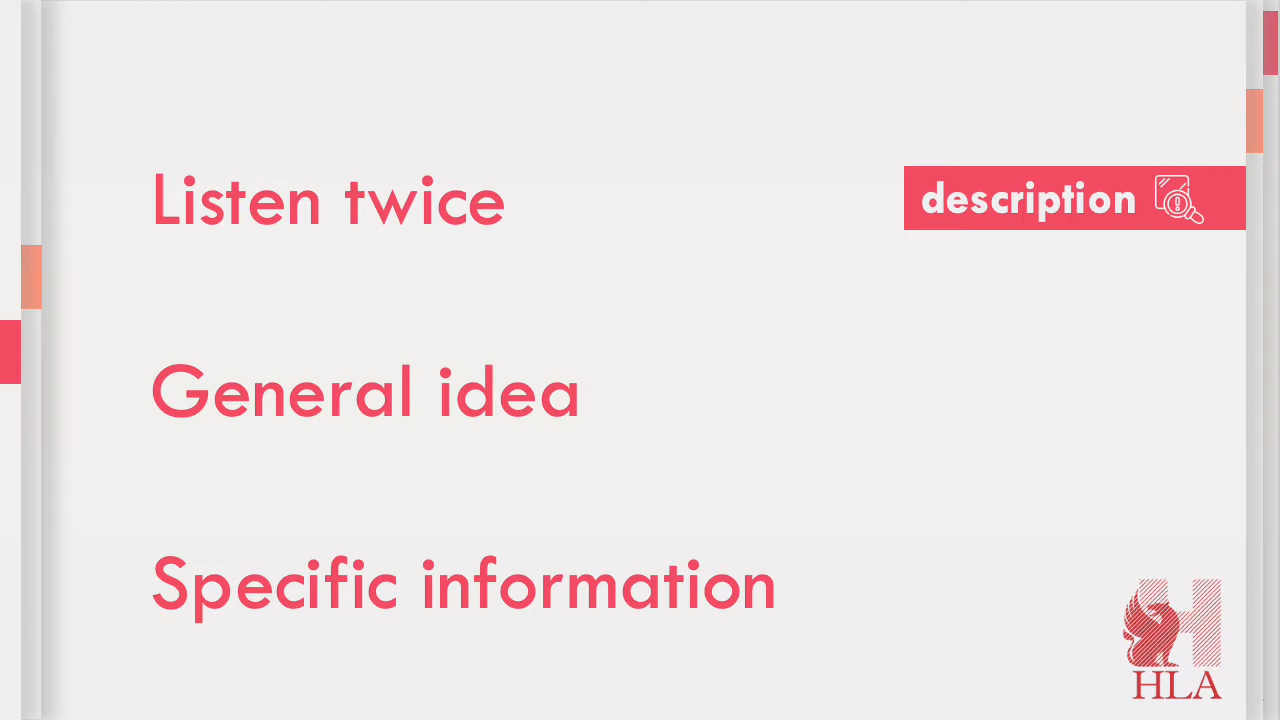 Listen twice
description
General idea
Specific information
HLA